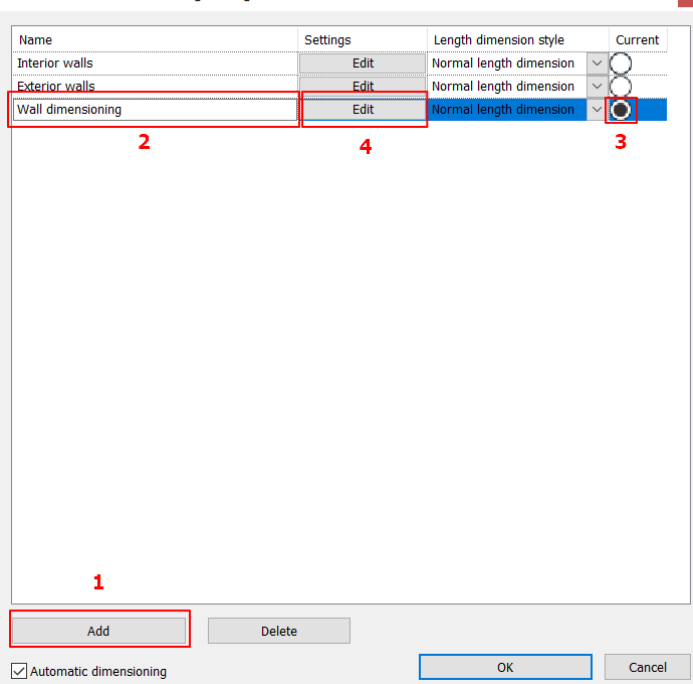 Name Settings Length dimension style Current
Interior walls Edit Normal length dimension
Exterior walls Edit Normal length dimension
Wall dimensioning Edit Normal length dimension
2 4 3
1
Add Delete
Automatic dimensioning OK Cancel